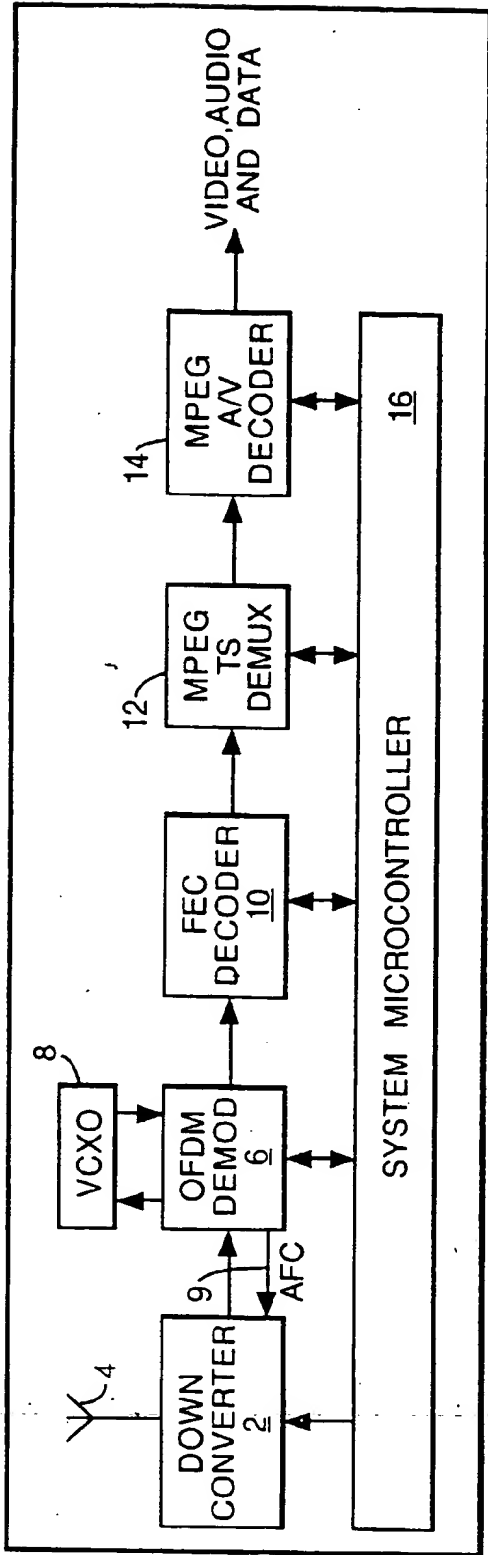 4
DOWN
CONVERTER
2
9
AFC
8
VCXO
OFDM
DEMOD
6
FEC
DECODER
10
12
MPEG
TS
DEMUX
14
MPEG
A/V
DECODER
VIDEO, AUDIO
AND DATA
SYSTEM MICROCONTROLLER
16